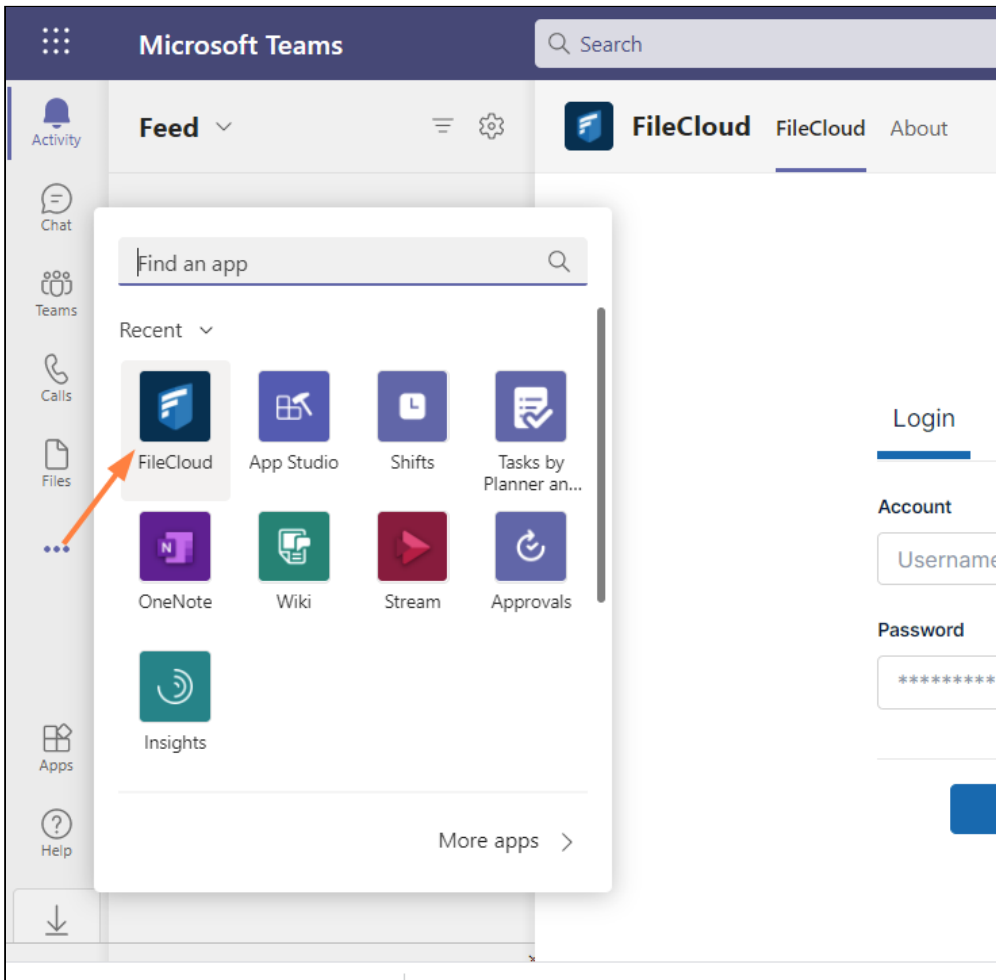 Microsoft Teams
Search
Activity
Chat
Teams
Calls
Files
Apps
Help
Feed
FileCloud FileCloud About
Find an app
Recent
FileCloud App Studio Shifts Tasks by
Planner an...
OneNote Wiki Stream Approvals
Insights
More apps
Login
Account
Username
Password
**********